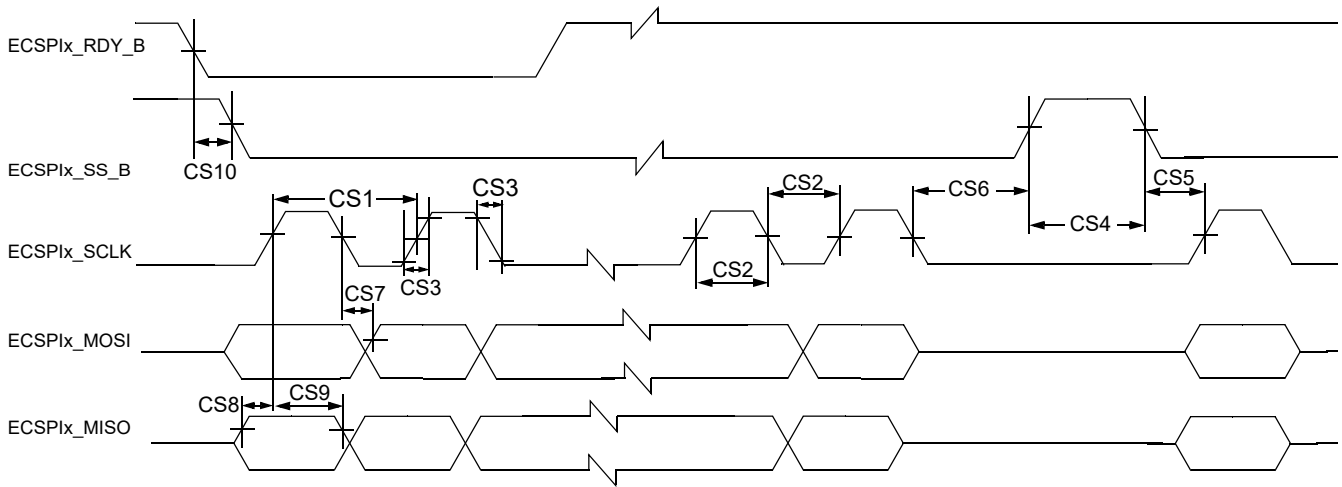 ECSPIx_RDY_B
CS10
ECSPIx_SS_B
CS1
CS3
CS2
CS6
CS5
CS4
ECSPIx_SCLK
CS3
CS2
CS7
ECSPIx_MOSI
CS8
CS9
ECSPIx_MISO